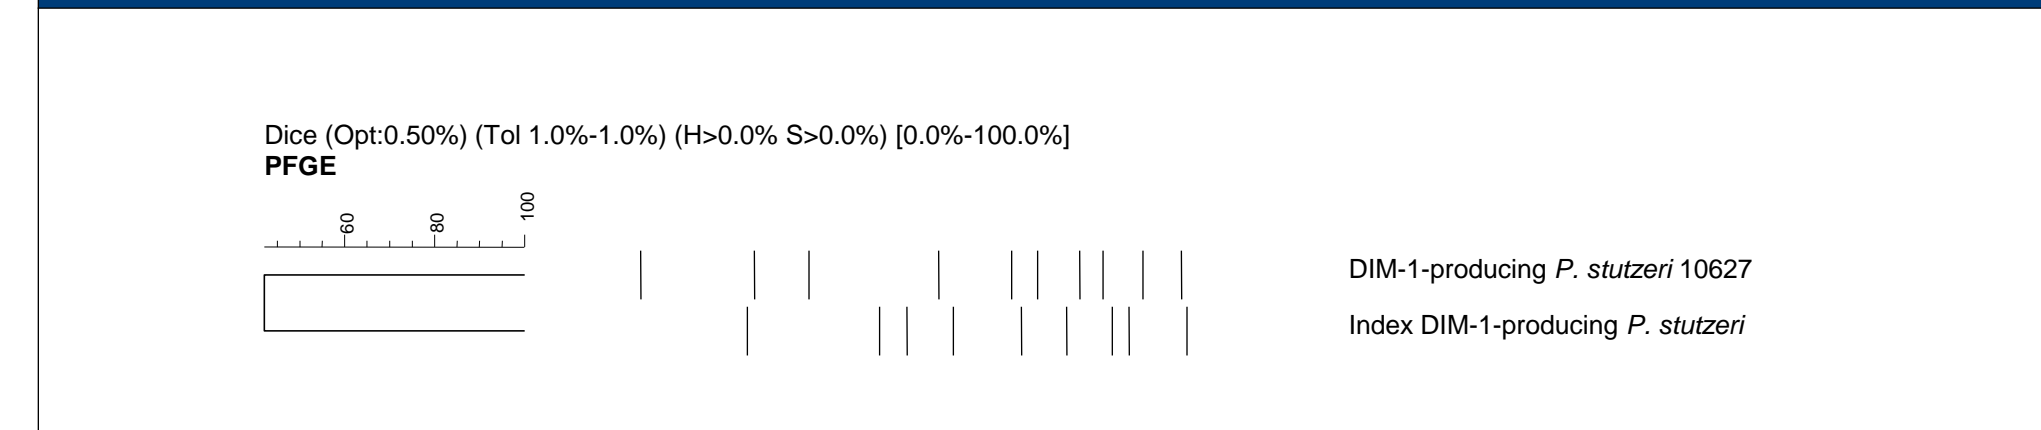 Dice (Opt:0.50%) (Tol 1.0%-1.0%) (H>0.0% S>0.0%) [0.0%-100.0%]
PFGE
60 80 100
DIM-1-producing P. stutzeri 10627
Index DIM-1-producing P. stutzeri